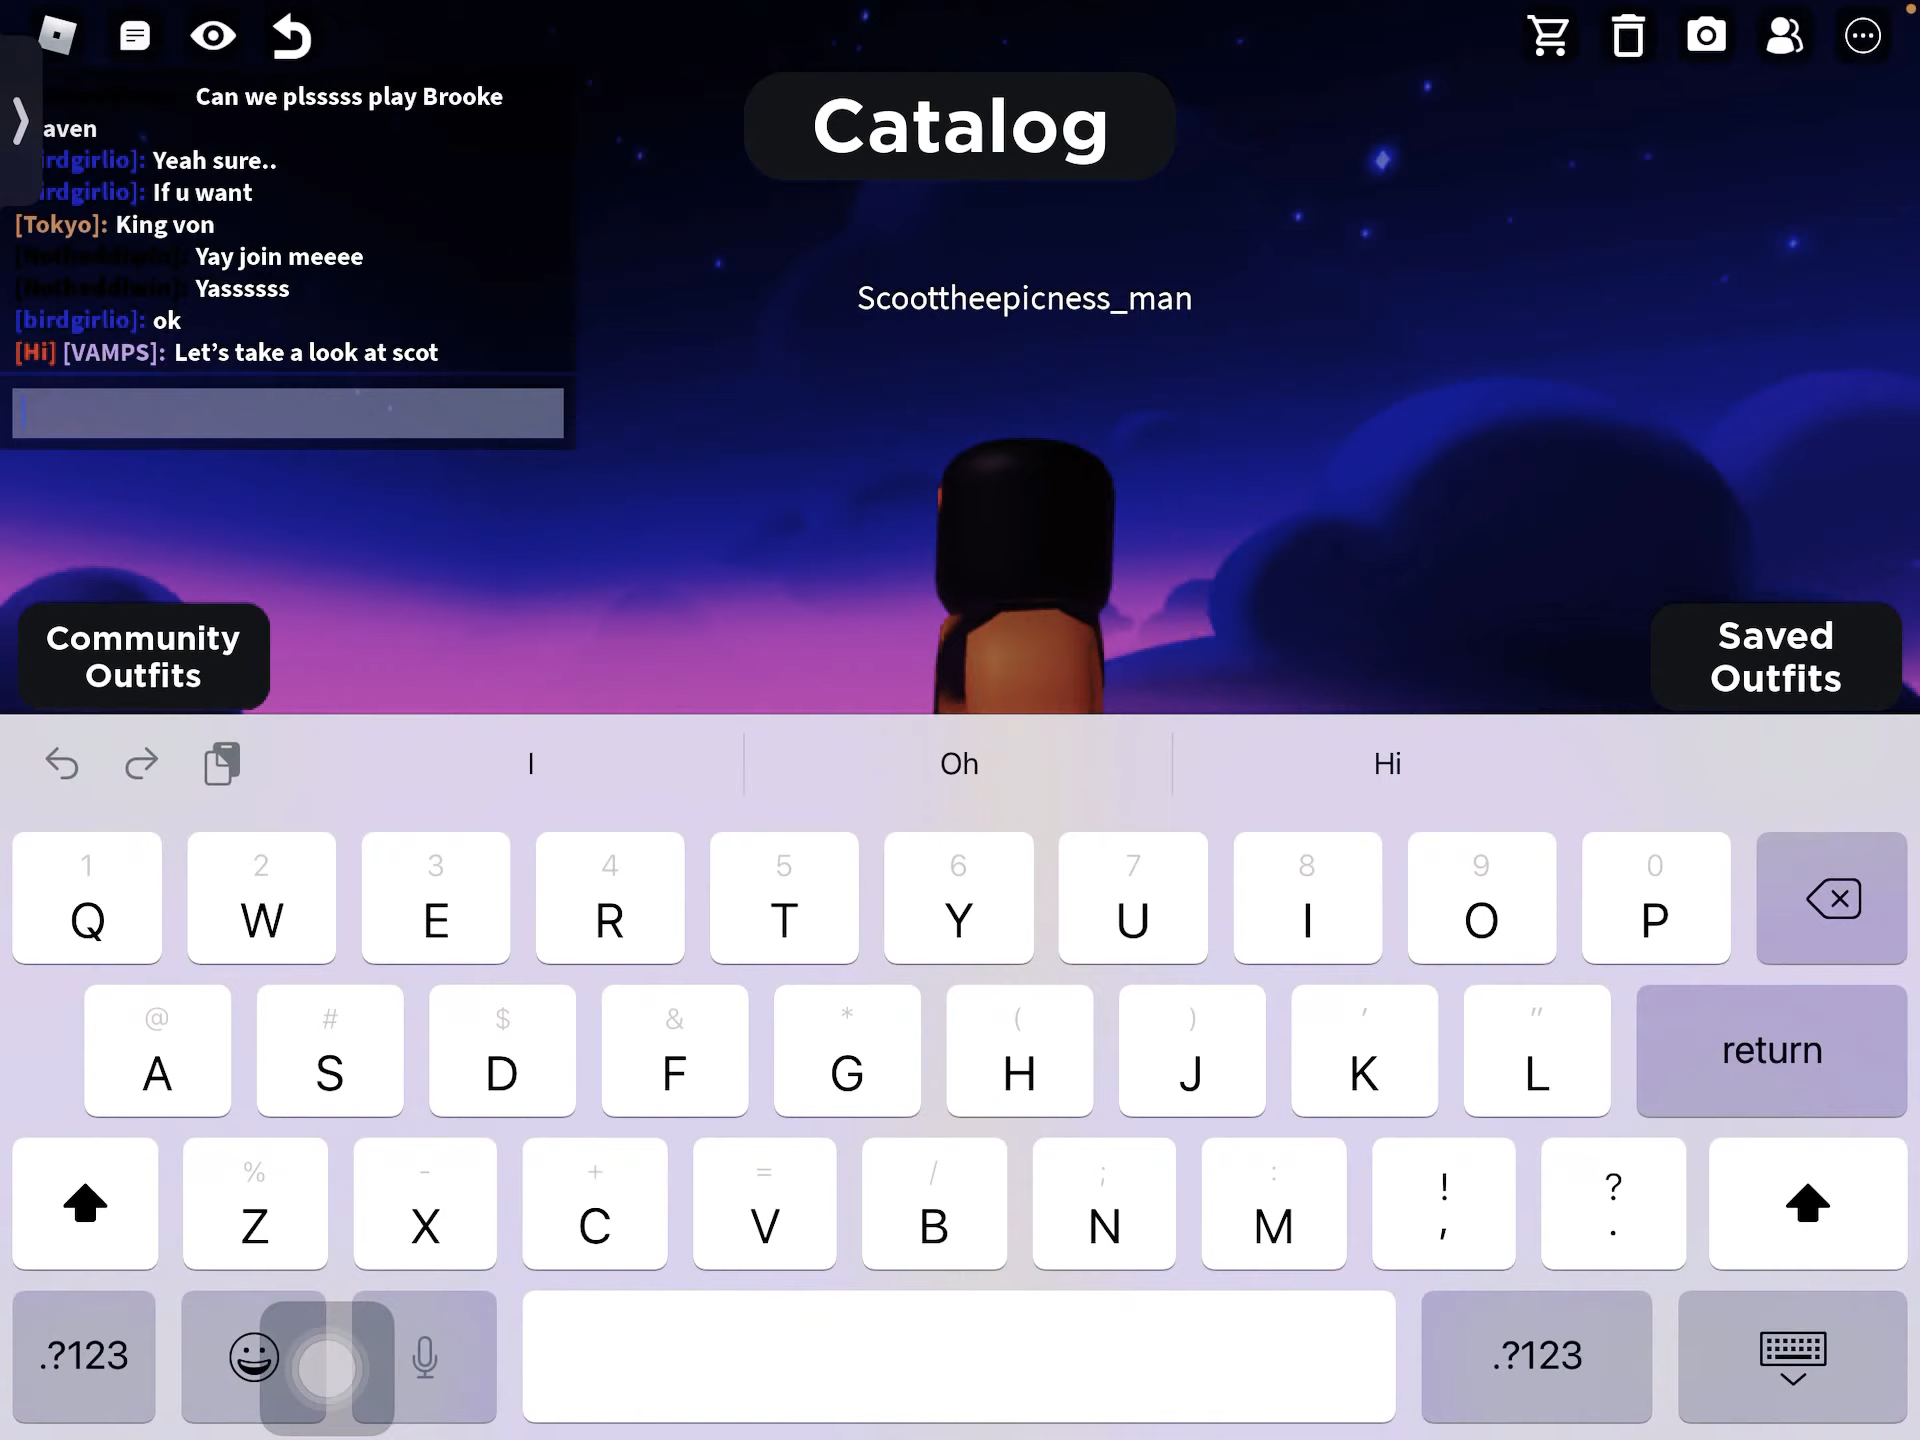 Can we plsssss play Brooke
aven
irdgirlio]: Yeah sure..
irdgirlio]: If u want
[Tokyo]: King von
Yay join meeee
Yassssss
[birdgirlio]: ok
[Hi] [VAMPS]: Let's take a look at scot
Catalog
Scoottheepicness_man
Community
Outfits
Saved
Outfits
I Oh Hi
1 2 3 4 5 6 7 8 9 0
Q W E R T Y U I O P
@ # $ & * ( ) ' "
A S D F G H J K L return
% - + = / ; : ! ?
Z X C V B N M , .
.?123 .?123